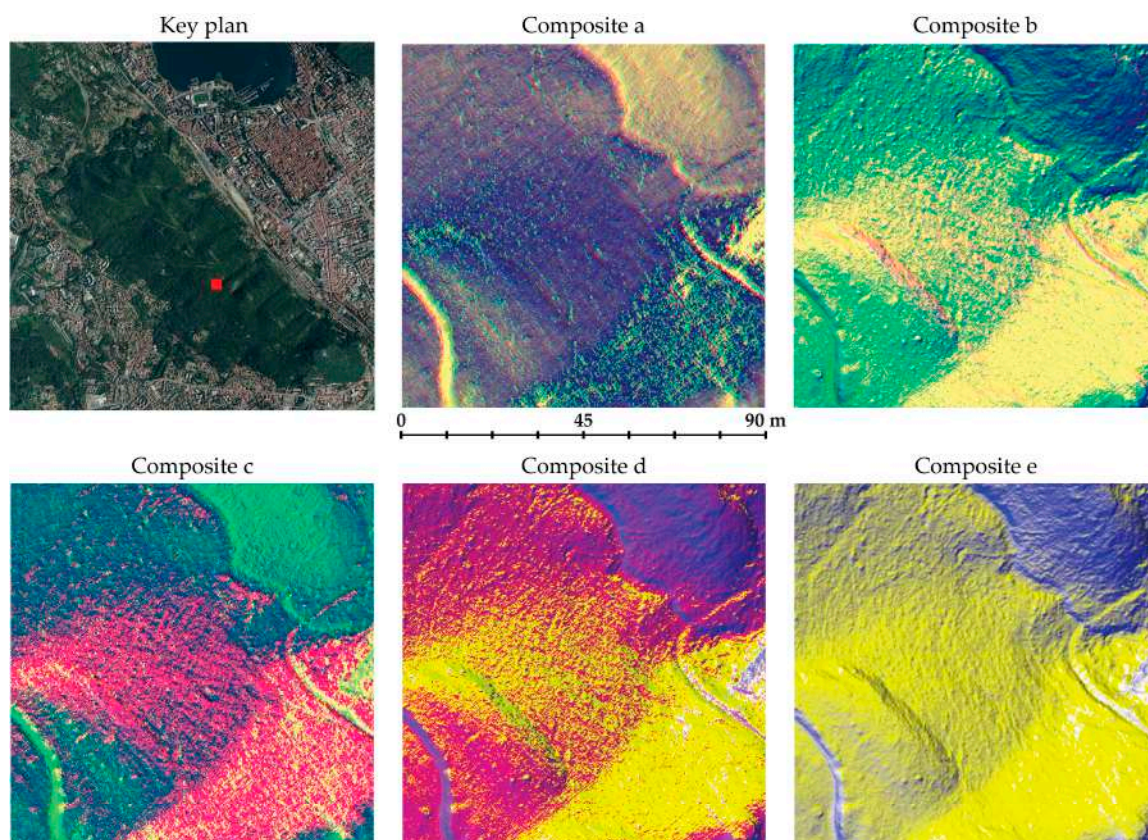 Key plan
Composite a
Composite b
0 45 90 m
Composite c
Composite d
Composite e